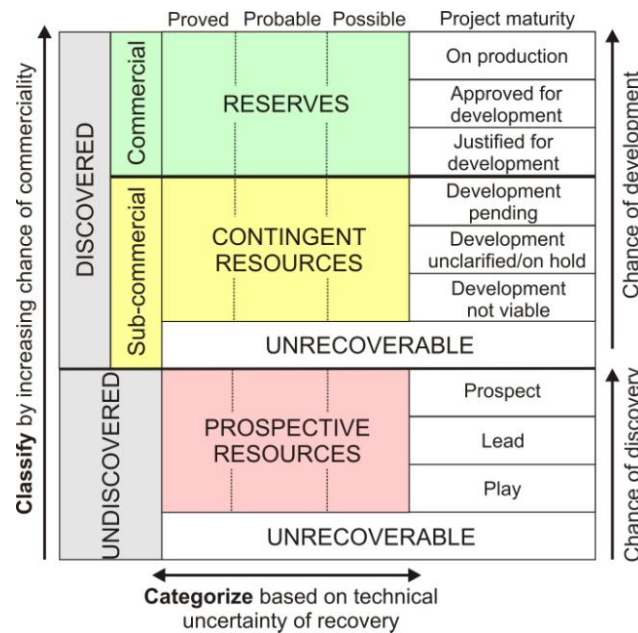 Proved Probable Possible Project maturity
Classify by increasing chance of commerciality
DISCOVERED
Commercial
RESERVES
On production
Approved for
development
Justified for
development
Chance of development
Sub-commercial
CONTINGENT
RESOURCES
Development
pending
Development
unclarified/on hold
Development
not viable
UNRECOVERABLE
UNDISCOVERED
PROSPECTIVE
RESOURCES
Prospect
Lead
Play
Chance of discovery
UNRECOVERABLE
Categorize based on technical
uncertainty of recovery